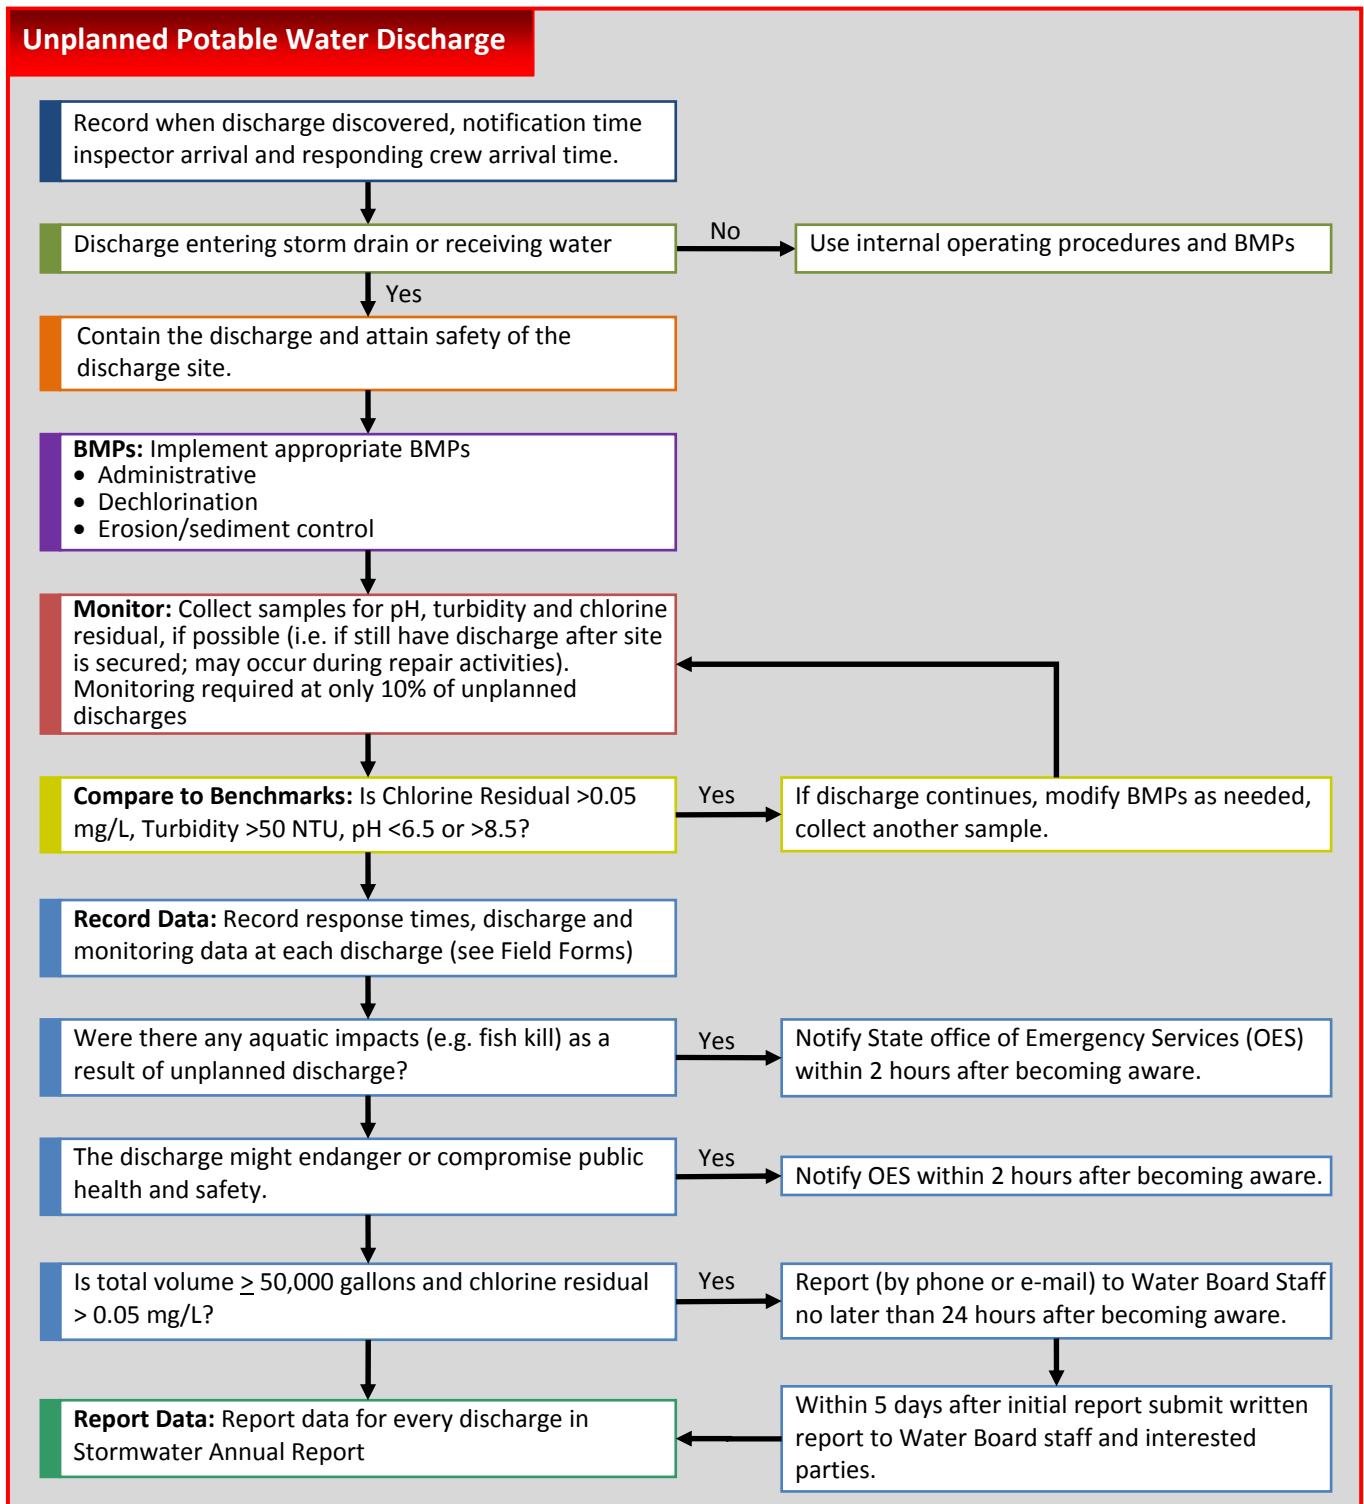 Unplanned Potable Water Discharge
Record when discharge discovered, notification time
inspector arrival and responding crew arrival time.
Discharge entering storm drain or receiving water
No
Use internal operating procedures and BMPs
Yes
Contain the discharge and attain safety of the
discharge site.
BMPs: Implement appropriate BMPs
• Administrative
• Dechlorination
• Erosion/sediment control
Monitor: Collect samples for pH, turbidity and chlorine
residual, if possible (i.e. if still have discharge after site
is secured; may occur during repair activities).
Monitoring required at only 10% of unplanned
discharges
Compare to Benchmarks: Is Chlorine Residual >0.05
mg/L, Turbidity >50 NTU, pH <6.5 or >8.5?
Yes
If discharge continues, modify BMPs as needed,
collect another sample.
Record Data: Record response times, discharge and
monitoring data at each discharge (see Field Forms)
Were there any aquatic impacts (e.g. fish kill) as a
result of unplanned discharge?
Yes
Notify State office of Emergency Services (OES)
within 2 hours after becoming aware.
The discharge might endanger or compromise public
health and safety.
Yes
Notify OES within 2 hours after becoming aware.
Is total volume ≥ 50,000 gallons and chlorine residual
> 0.05 mg/L?
Yes
Report (by phone or e-mail) to Water Board Staff
no later than 24 hours after becoming aware.
Within 5 days after initial report submit written
report to Water Board staff and interested
parties.
Report Data: Report data for every discharge in
Stormwater Annual Report